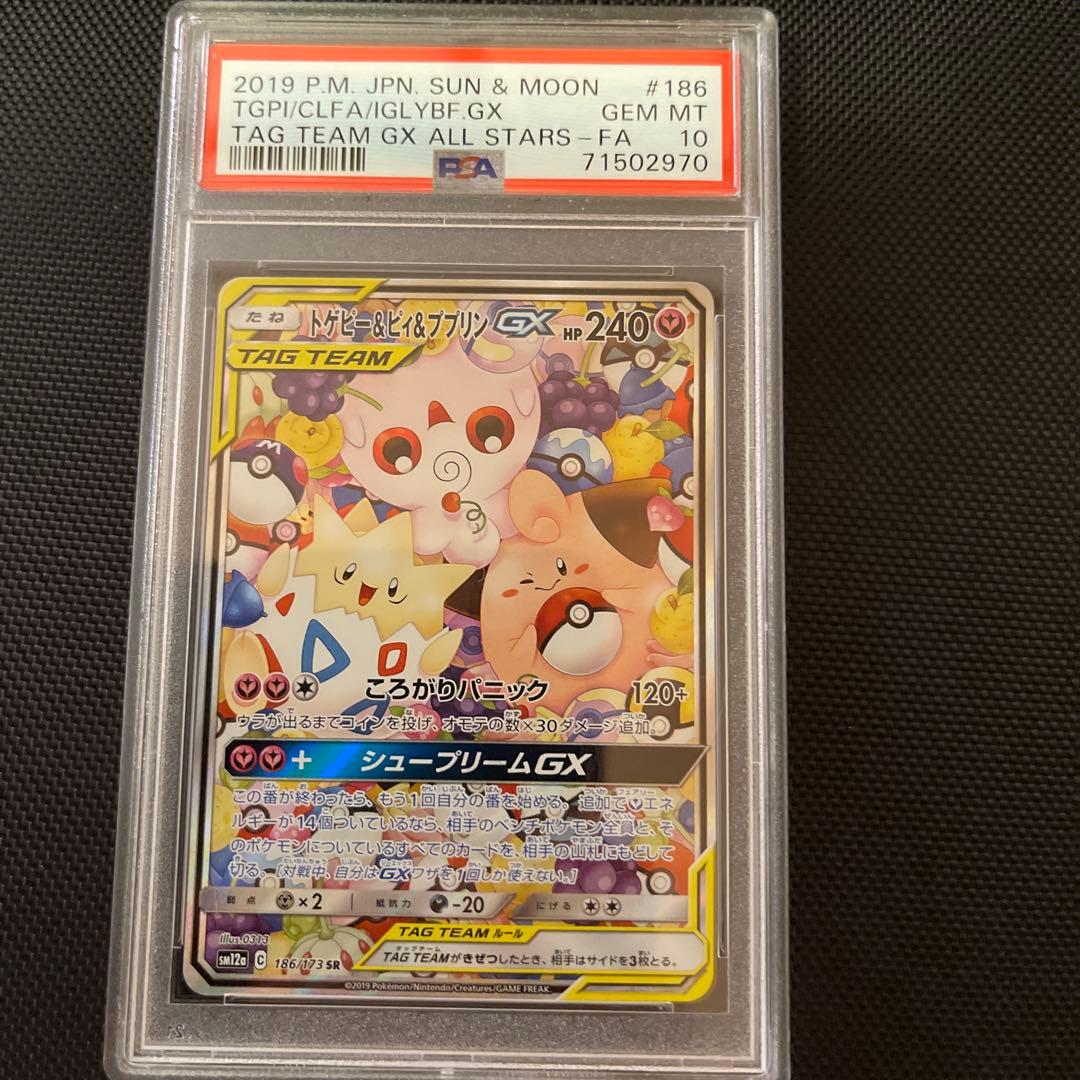 2019 P.M. JPN. SUN & MOON #186
TGPI/CLFA/IGLYBF.GX GEM MT
TAG TEAM GX ALL STARS-FA 10
PSA 71502970
たね トゲピー&ピィ&ププリンGX HP240
TAG TEAM
M
ころがりパニック 120+
ウラが出るまでコインを投げ、オモテの数×30ダメージ追加。
+ シュープリームGX
この番が終わったら、もう1回自分の番を始める。追加でエネ
ルギーが14個ついているなら、相手のベンチポケモン全員と、そ
のポケモンについているすべてのカードを、相手の山札にもどして
切る。[対戦中、自分はGXワザを1回しか使えない。]
弱点 ×2 抵抗力 -20 にげる
TAG TEAM ルール
TAG TEAMがきぜつしたとき、相手はサイドを3枚とる。
illus.0313
sm12a C 186/173 SR
©2019 Pokémon/Nintendo/Creatures/GAME FREAK.